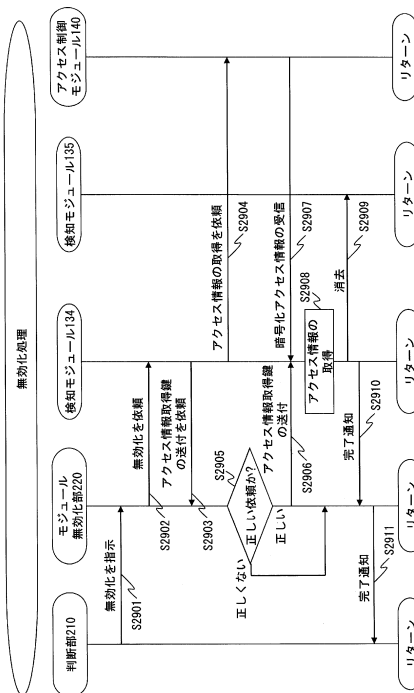 無効化処理
判断部210
モジュール
無効化部220
検知モジュール134
検知モジュール135
アクセス制御
モジュール140
無効化を指示
S2901
無効化を依頼
S2902
アクセス情報取得鍵
の送付を依頼
S2903
アクセス情報の取得を依頼
S2904
S2905
正しい依頼か?
正しくない
正しい
アクセス情報取得鍵
の送付
S2906
暗号化アクセス情報の受信
S2907
S2908
アクセス情報の
取得
消去
S2909
完了通知
S2910
完了通知
S2911
リターン
リターン
リターン
リターン
リターン